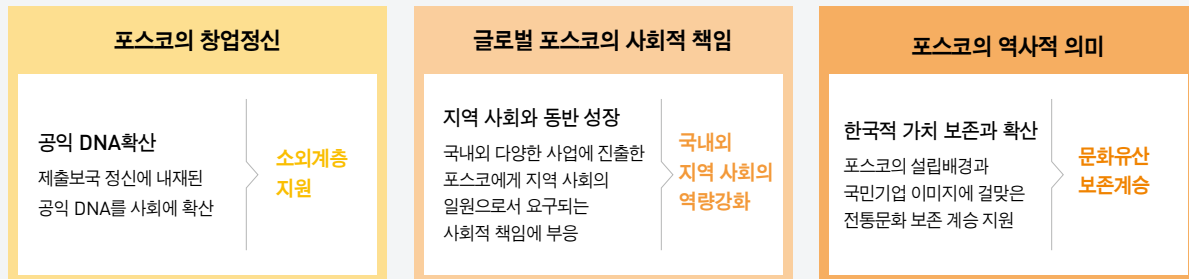 포스코의 창업정신
공익 DNA확산
제출보국 정신에 내재된
공익 DNA를 사회에 확산
소외계층
지원
글로벌 포스코의 사회적 책임
지역 사회와 동반 성장
국내외 다양한 사업에 진출한
포스코에게 지역 사회의
일원으로서 요구되는
사회적 책임에 부응
국내외
지역 사회의
역량강화
포스코의 역사적 의미
한국적 가치 보존과 확산
포스코의 설립배경과
국민기업 이미지에 걸맞은
전통문화 보존 계승 지원
문화유산
보존계승